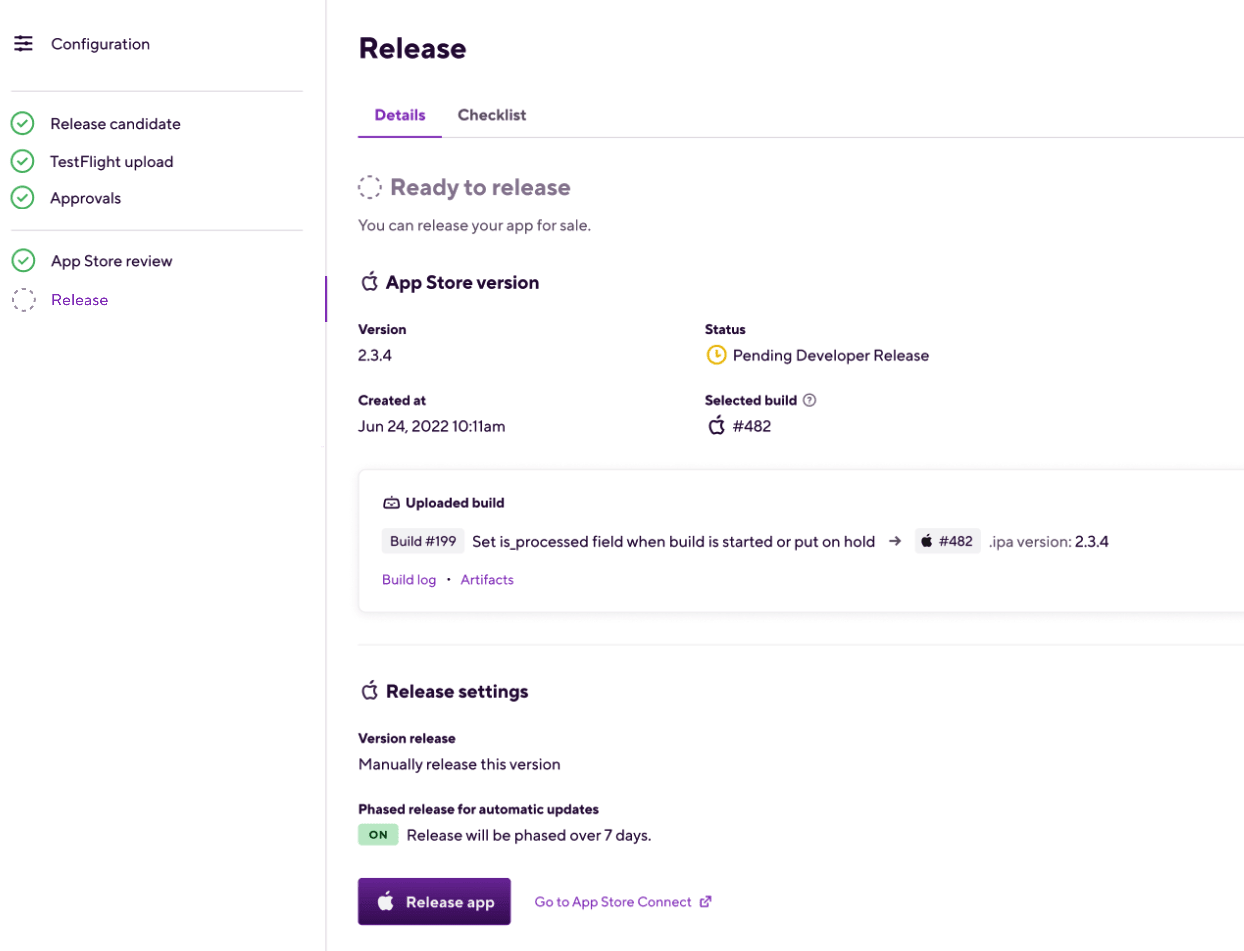 Configuration
Release candidate
TestFlight upload
Approvals
App Store review
Release
Release
Details Checklist
Ready to release
You can release your app for sale.
App Store version
Version Status
2.3.4 Pending Developer Release
Created at Selected build ?
Jun 24, 2022 10:11am #482
Uploaded build
Build #199 Set is_processed field when build is started or put on hold → #482 .ipa version: 2.3.4
Build log • Artifacts
Release settings
Version release
Manually release this version
Phased release for automatic updates
ON Release will be phased over 7 days.
Release app Go to App Store Connect